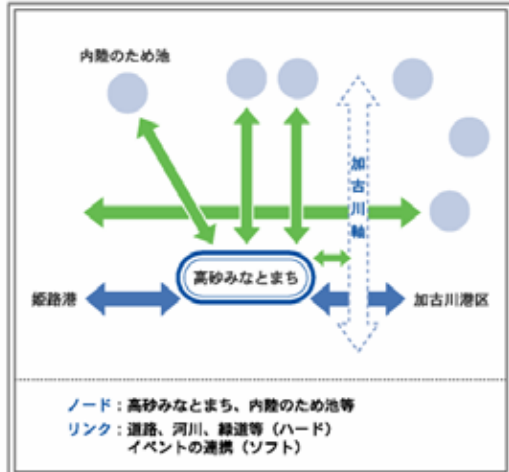 内陸のため池
加古川軸
高砂みなとまち
姫路港
加古川港区
ノード：高砂みなとまち、内陸のため池等
リンク：道路、河川、緑道等（ハード）
イベントの連携（ソフト）